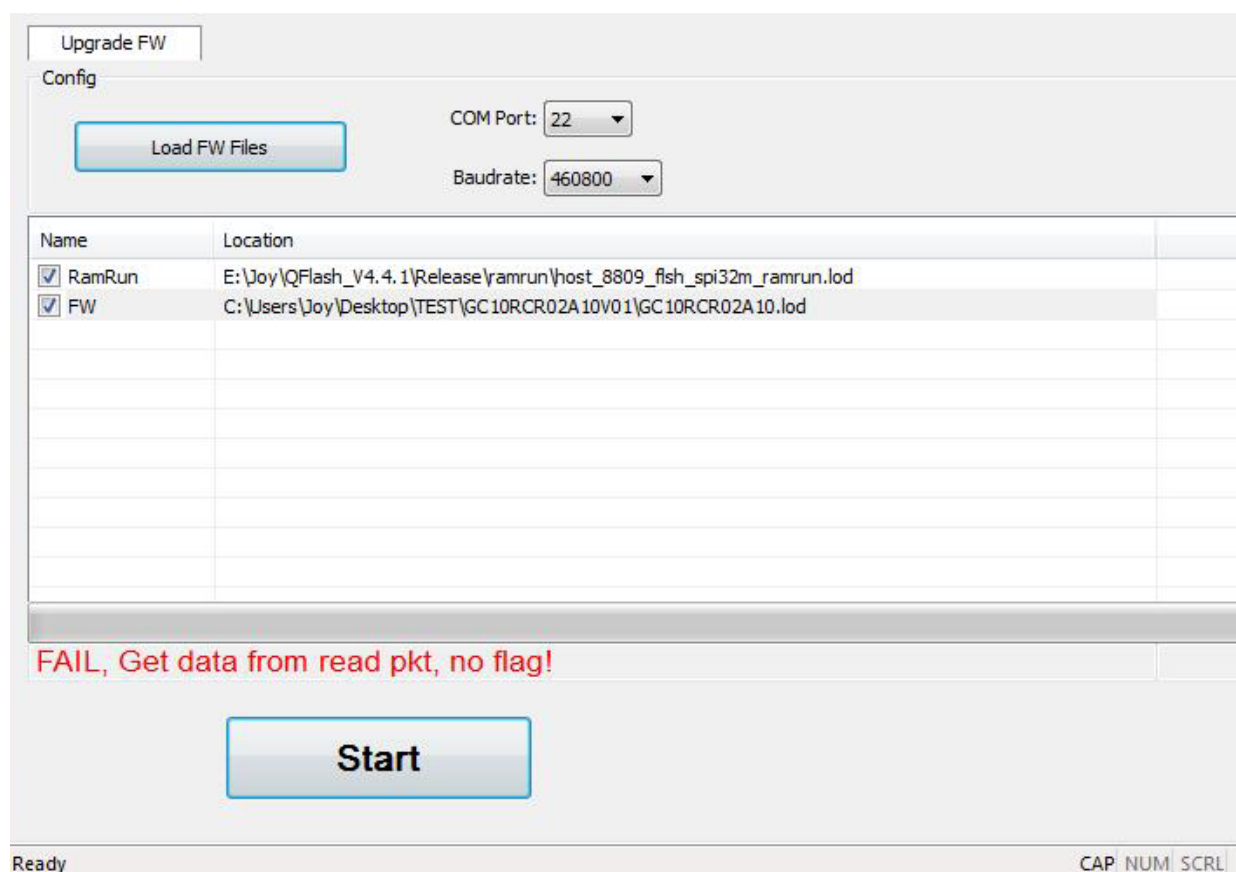 Upgrade FW
Config
Load FW Files
COM Port: 22
Baudrate: 460800
Name Location
RamRun E:\Joy\QFlash_V4.4.1\Release\ramrun\host_8809_flsh_spi32m_ramrun.lod
FW C:\Users\Joy\Desktop\TEST\GC10RCR02A10V01\GC10RCR02A10.lod
FAIL, Get data from read pkt, no flag!
Start
Ready CAP NUM SCRL